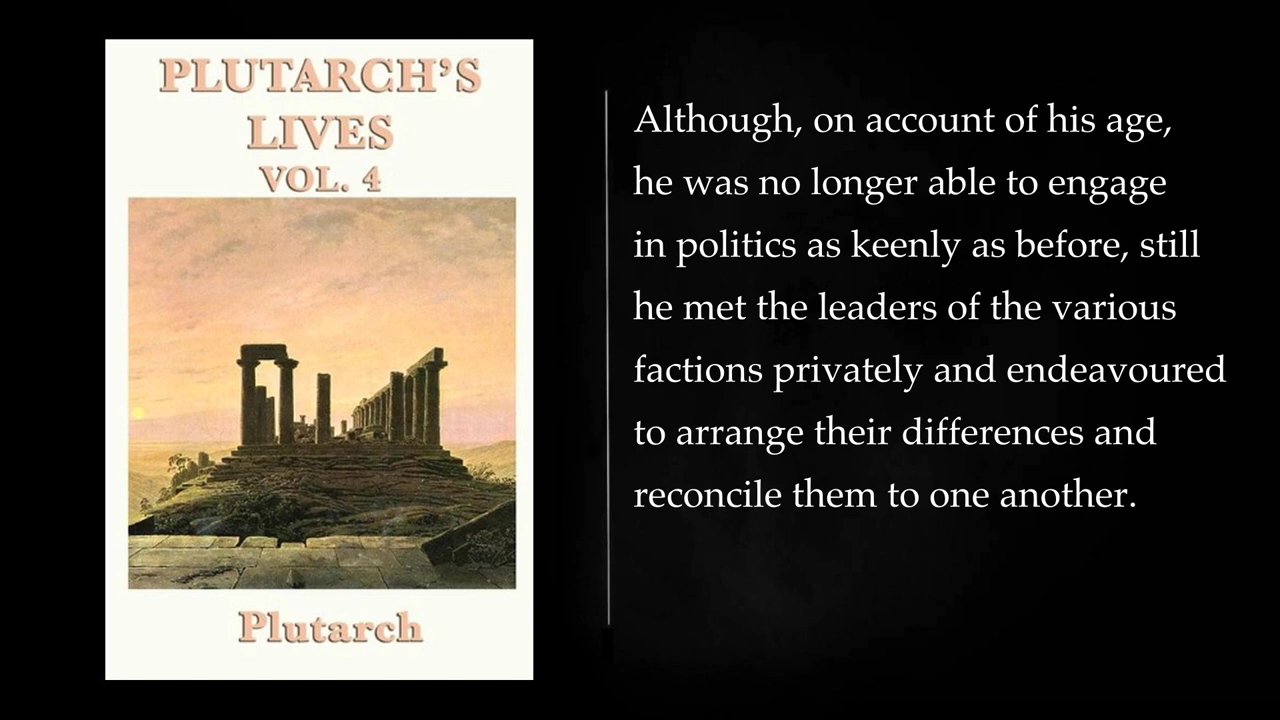 PLUTARCH'S
LIVES
VOL. 4
Plutarch
Although, on account of his age,
he was no longer able to engage
in politics as keenly as before, still
he met the leaders of the various
factions privately and endeavoured
to arrange their differences and
reconcile them to one another.